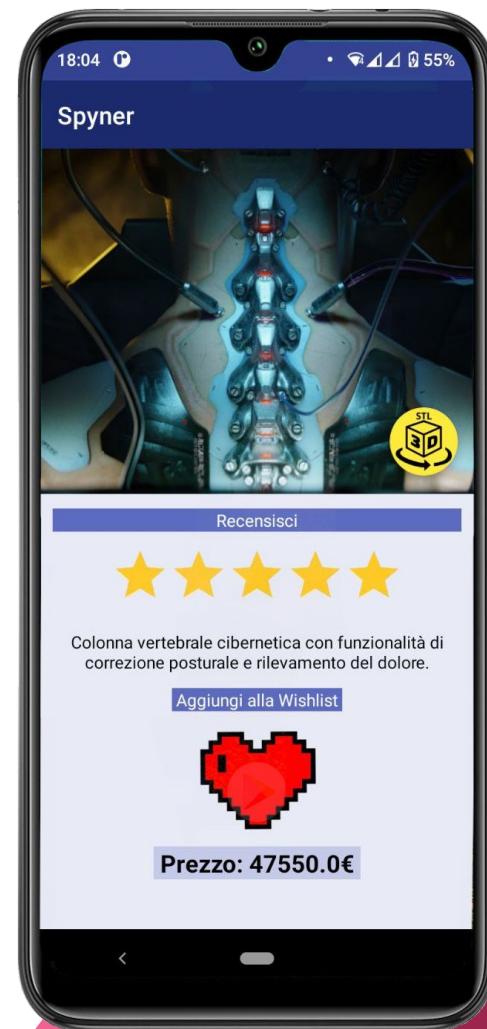 18:04
55%
Spyner
STL
3D
Recensisci
Colonna vertebrale cibernetica con funzionalità di
correzione posturale e rilevamento del dolore.
Aggiungi alla Wishlist
Prezzo: 47550.0€